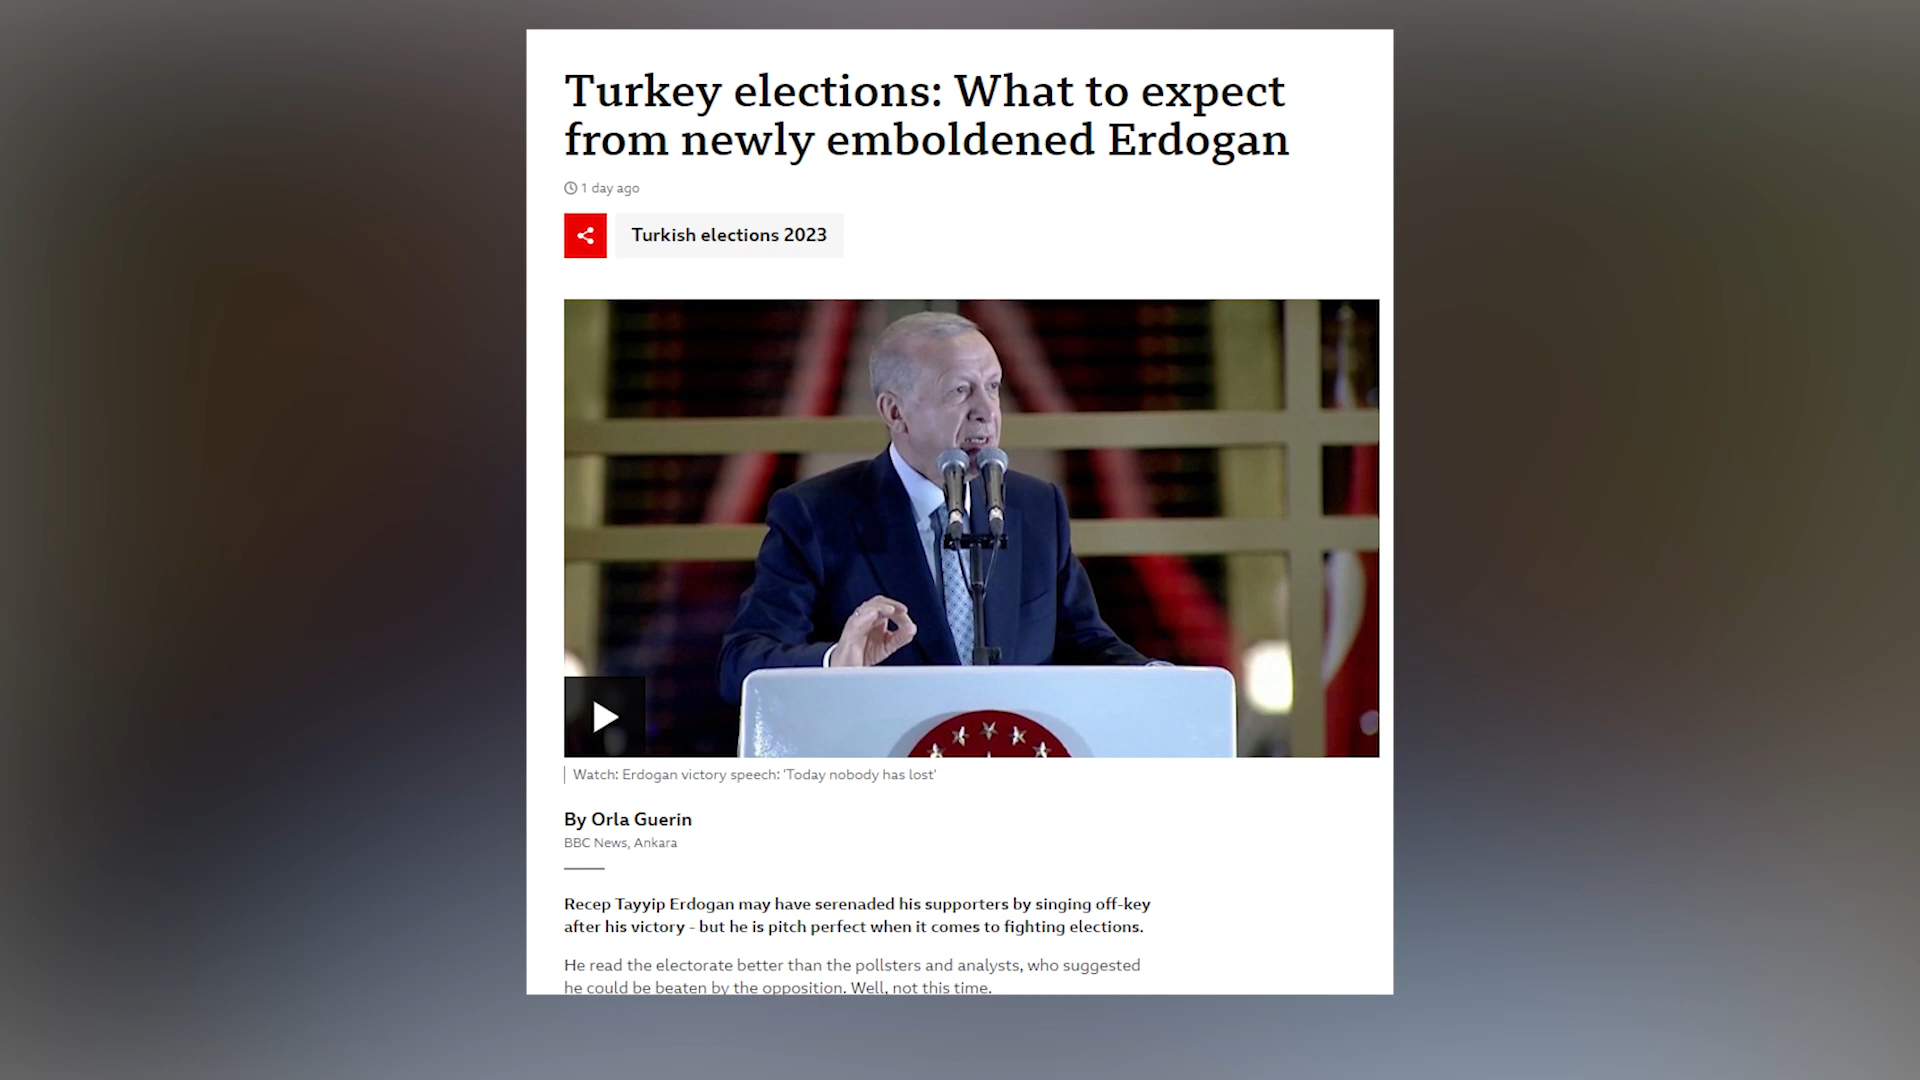 Turkey elections: What to expect
from newly emboldened Erdogan
1 day ago
Turkish elections 2023
Watch: Erdogan victory speech: 'Today nobody has lost'
By Orla Guerin
BBC News, Ankara
Recep Tayyip Erdogan may have serenaded his supporters by singing off-key
after his victory - but he is pitch perfect when it comes to fighting elections.
He read the electorate better than the pollsters and analysts, who suggested
he could be beaten by the opposition. Well, not this time.